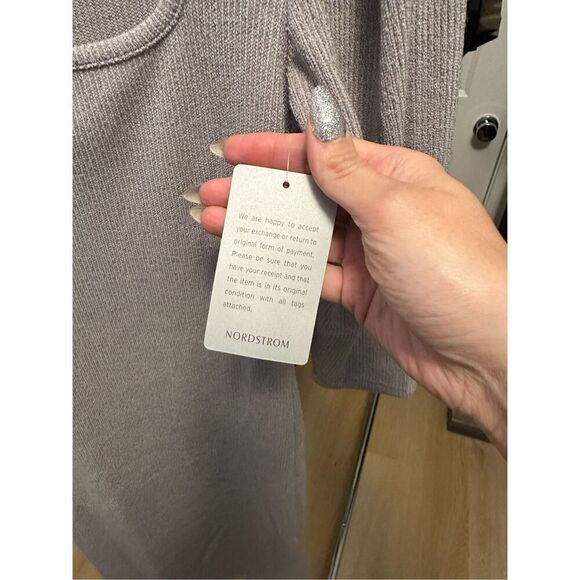 We are happy to accept
your exchange or return to
original form of payment.
Please be sure that you
have your receipt and that
the item is in its original
condition with all tags
attached.
NORDSTROM